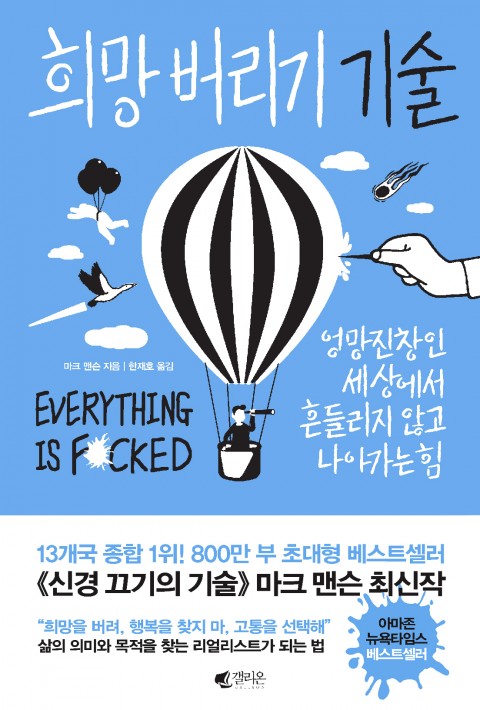 희망 버리기 기술
마크 맨슨 지음 | 한재호 옮김
EVERYTHING
IS F*CKED
엉망진창인
세상에서
흔들리지 않고
나아가는 힘
13개국 종합 1위! 800만 부 초대형 베스트셀러
《신경 끄기의 기술》 마크 맨슨 최신작
“희망을 버려, 행복을 찾지 마, 고통을 선택해”
삶의 의미와 목적을 찾는 리얼리스트가 되는 법
아마존
뉴욕타임스
베스트셀러
갤리온